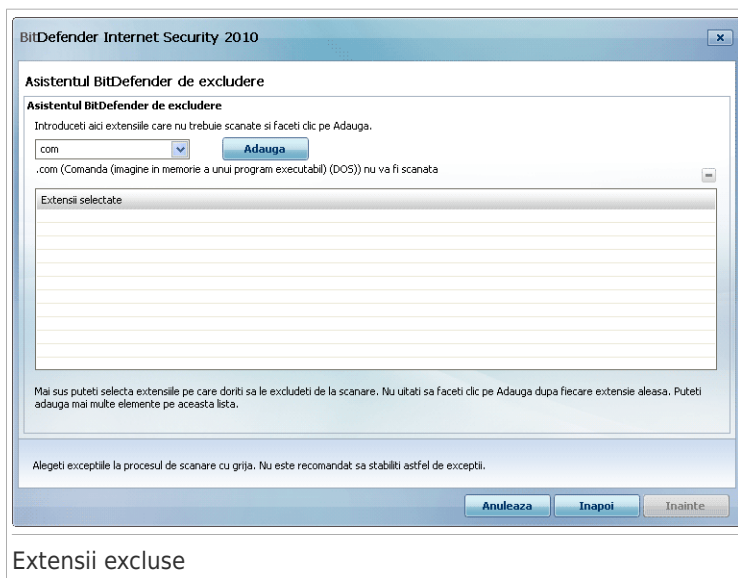 BitDefender Internet Security 2010
Asistentul BitDefender de excludere
Asistentul BitDefender de excludere
Introduceti aici extensiile care nu trebuie scanate si faceti clic pe Adauga.
com
Adauga
.com (Comanda (imagine in memorie a unui program executabil) (DOS)) nu va fi scanata
Extensii selectate
Mai sus puteti selecta extensiile pe care doriti sa le excludeti de la scanare. Nu uitati sa faceti clic pe Adauga dupa fiecare extensie aleasa. Puteti
adauga mai multe elemente pe aceasta lista.
Alegeti exceptiile la procesul de scanare cu grija. Nu este recomandat sa stabiliti astfel de exceptii.
Anuleaza
Inapoi
Inainte
Extensii excluse